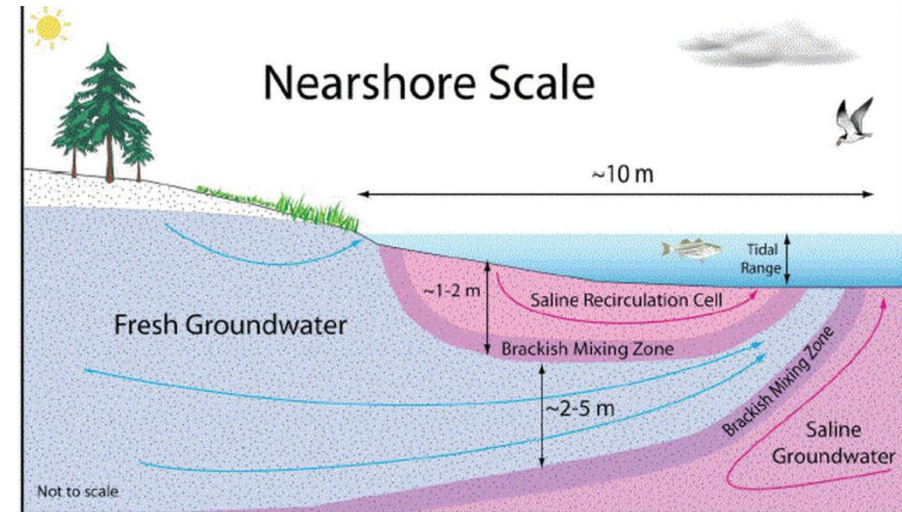 Nearshore Scale
~10 m
Tidal
Range
~1-2 m
Saline Recirculation Cell
Fresh Groundwater
Brackish Mixing Zone
Brackish Mixing Zone
~2-5 m
Saline
Groundwater
Not to scale